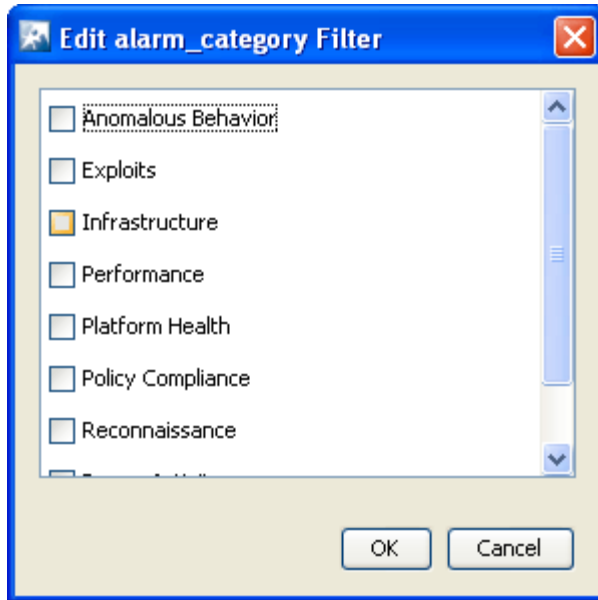 Edit alarm_category Filter
Anomalous Behavior
Exploits
Infrastructure
Performance
Platform Health
Policy Compliance
Reconnaissance
OK
Cancel